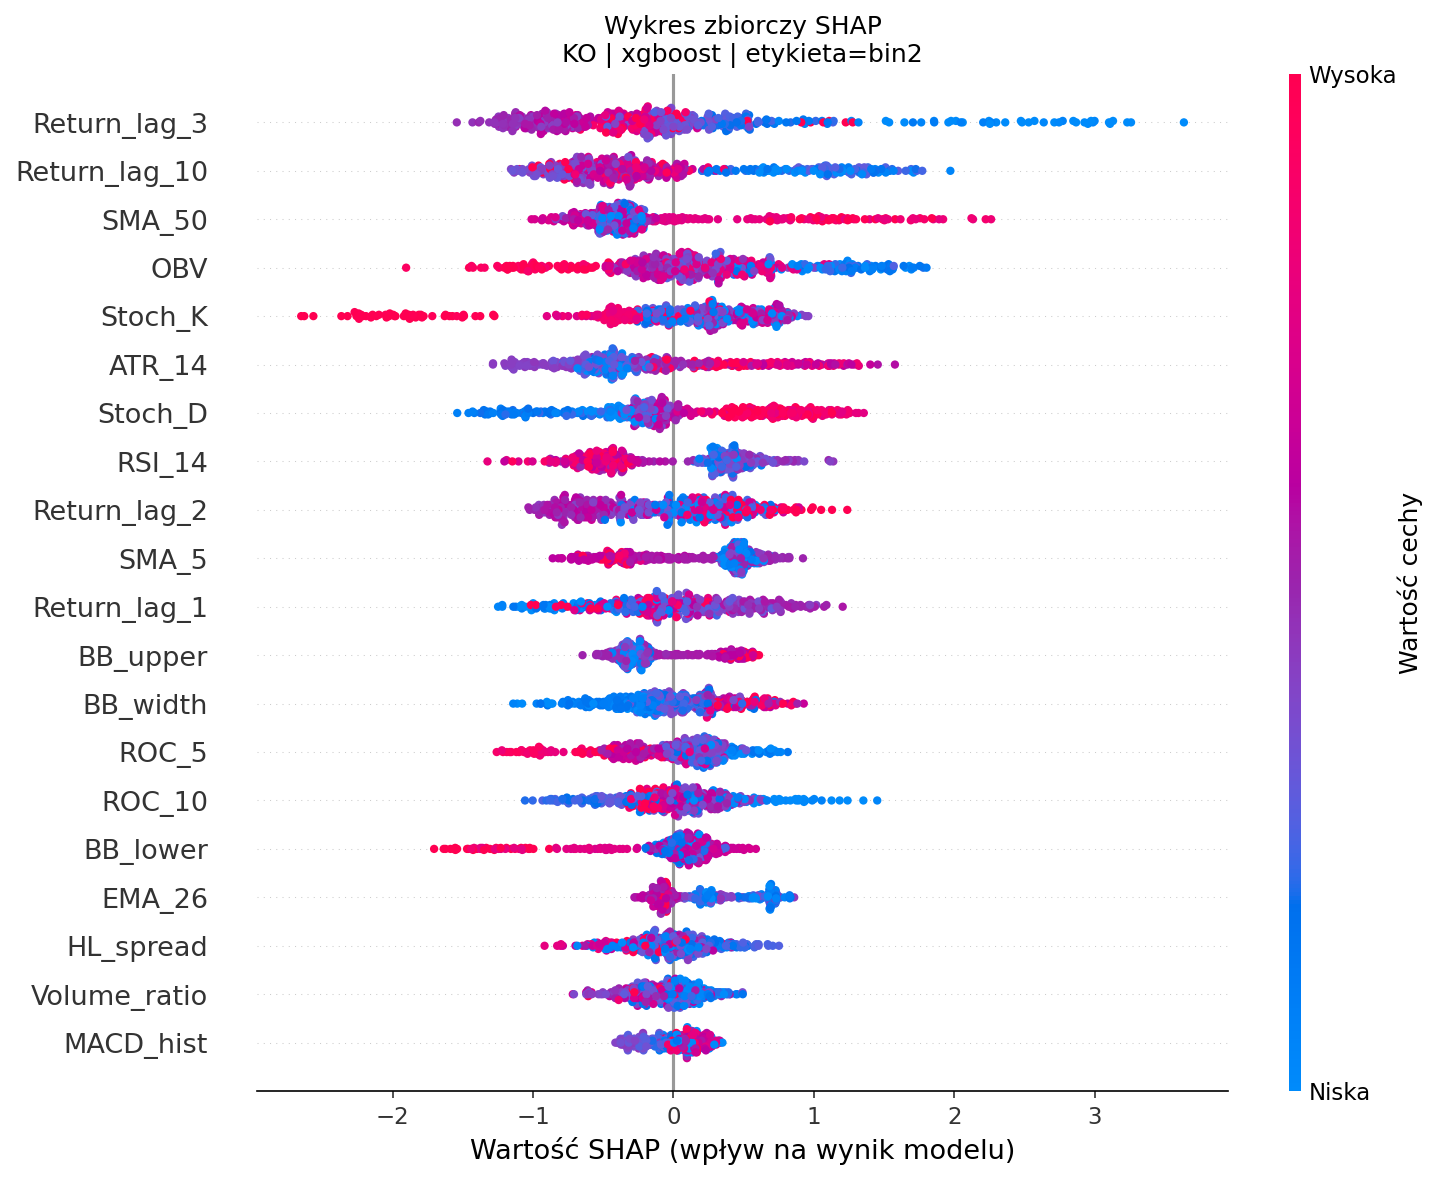 Wykres zbiorczy SHAP
KO | xgboost | etykieta=bin2
Return_lag_3
Return_lag_10
SMA_50
OBV
Stoch_K
ATR_14
Stoch_D
RSI_14
Return_lag_2
SMA_5
Return_lag_1
BB_upper
BB_width
ROC_5
ROC_10
BB_lower
EMA_26
HL_spread
Volume_ratio
MACD_hist
−2 −1 0 1 2 3
Wartość SHAP (wpływ na wynik modelu)
Wysoka
Wartość cechy
Niska